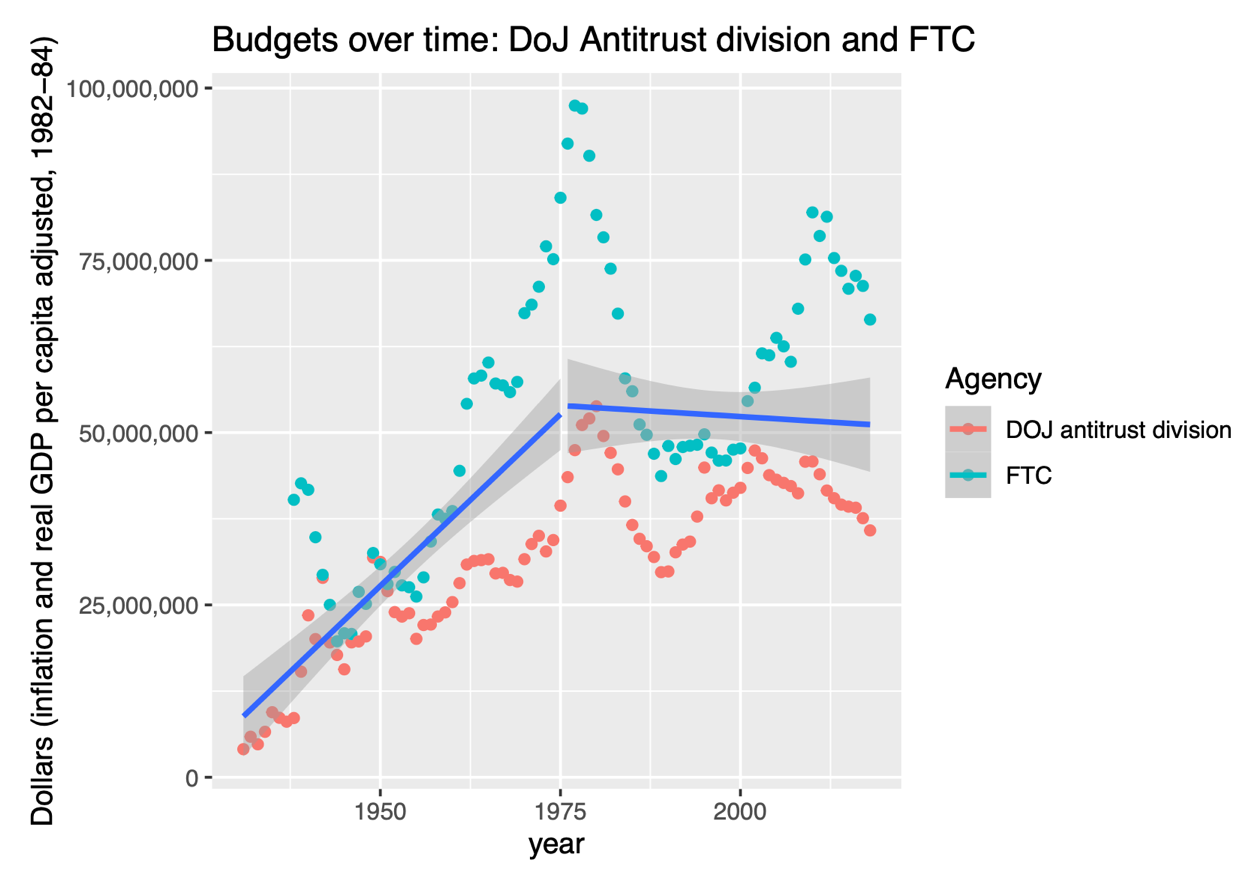 Budgets over time: DoJ Antitrust division and FTC
Dollars (inflation and real GDP per capita adjusted, 1982–84)
100,000,000
75,000,000
50,000,000
25,000,000
0
1950
1975
2000
year
Agency
DOJ antitrust division
FTC